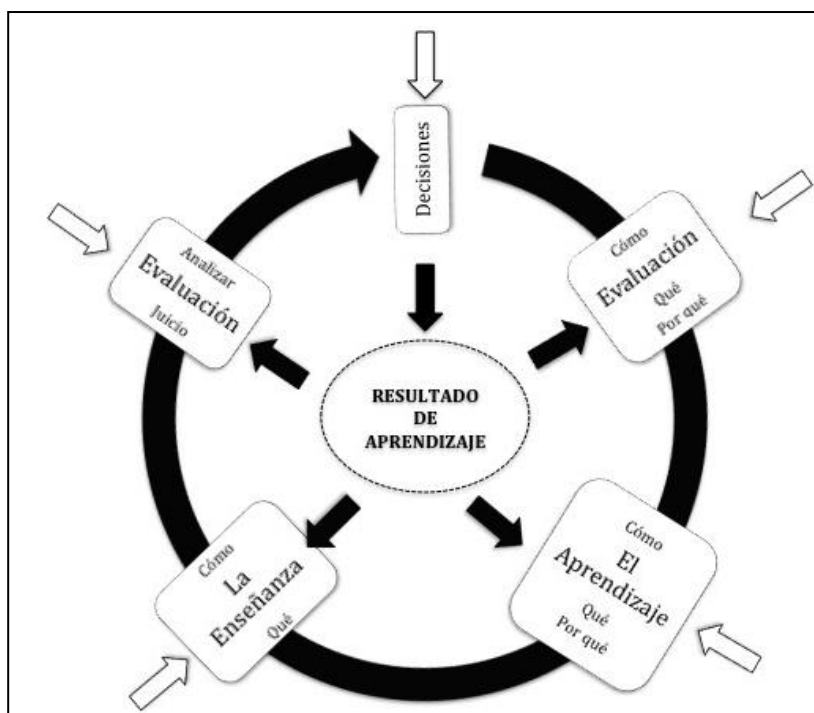 Decisiones
Cómo
Evaluación
Qué
Por qué
Cómo
El
Aprendizaje
Qué
Por qué
Cómo
La
Enseñanza
Qué
Analizar
Evaluación
Juicio
RESULTADO
DE
APRENDIZAJE